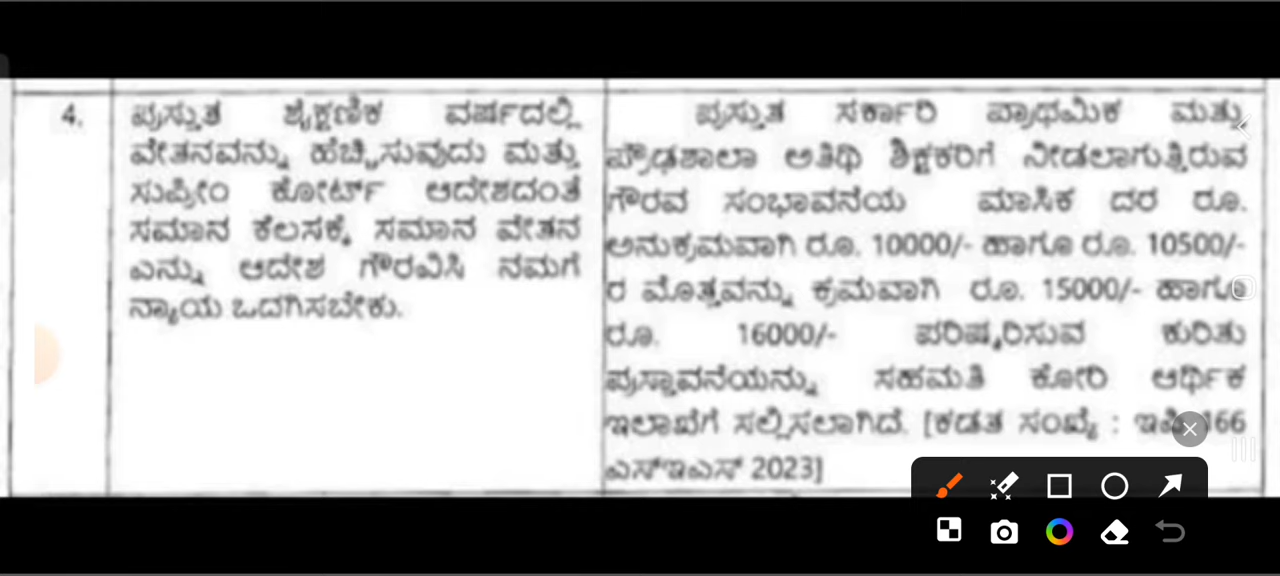 4.
ಪ್ರಸ್ತುತ ಶೈಕ್ಷಣಿಕ ವರ್ಷದಲ್ಲಿ
ವೇತನವನ್ನು ಹೆಚ್ಚಿಸುವುದು ಮತ್ತು
ಸುಪ್ರೀಂ ಕೋರ್ಟ್ ಆದೇಶದಂತೆ
ಸಮಾನ ಕೆಲಸಕ್ಕೆ ಸಮಾನ ವೇತನ
ಎನ್ನು ಆದೇಶ ಗೌರವಿಸಿ ನಮಗೆ
ನ್ಯಾಯ ಒದಗಿಸಬೇಕು.
ಪ್ರಸ್ತುತ ಸರ್ಕಾರಿ ಪ್ರಾಥಮಿಕ ಮತ್ತು
ಪ್ರೌಢಶಾಲಾ ಅತಿಥಿ ಶಿಕ್ಷಕರಿಗೆ ನೀಡಲಾಗುತ್ತಿರುವ
ಗೌರವ ಸಂಭಾವನೆಯ ಮಾಸಿಕ ದರ ರೂ.
ಅನುಕ್ರಮವಾಗಿ ರೂ. 10000/- ಹಾಗೂ ರೂ. 10500/-
ರ ಮೊತ್ತವನ್ನು ಕ್ರಮವಾಗಿ ರೂ. 15000/- ಹಾಗೂ
ರೂ. 16000/- ಪರಿಷ್ಕರಿಸುವ ಕುರಿತು
ಪ್ರಸ್ತಾವನೆಯನ್ನು ಸಹಮತಿ ಕೋರಿ ಆರ್ಥಿಕ
ಇಲಾಖೆಗೆ ಸಲ್ಲಿಸಲಾಗಿದೆ. [ಕಡತ ಸಂಖ್ಯೆ : ಇಪಿ 166
ಎಸ್ಇಎಸ್ 2023]